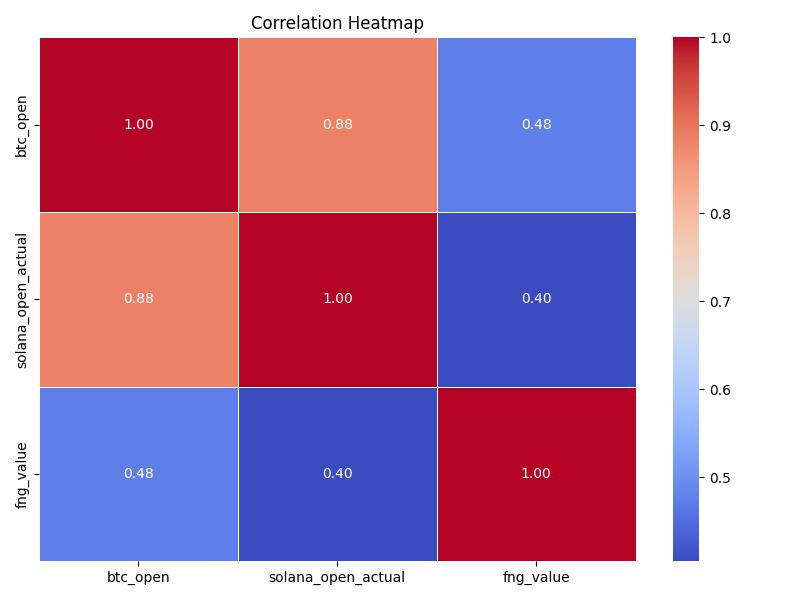 Correlation Heatmap
btc_open
1.00
0.88
0.48
solana_open_actual
0.88
1.00
0.40
fng_value
0.48
0.40
1.00
btc_open
solana_open_actual
fng_value
1.0
0.9
0.8
0.7
0.6
0.5